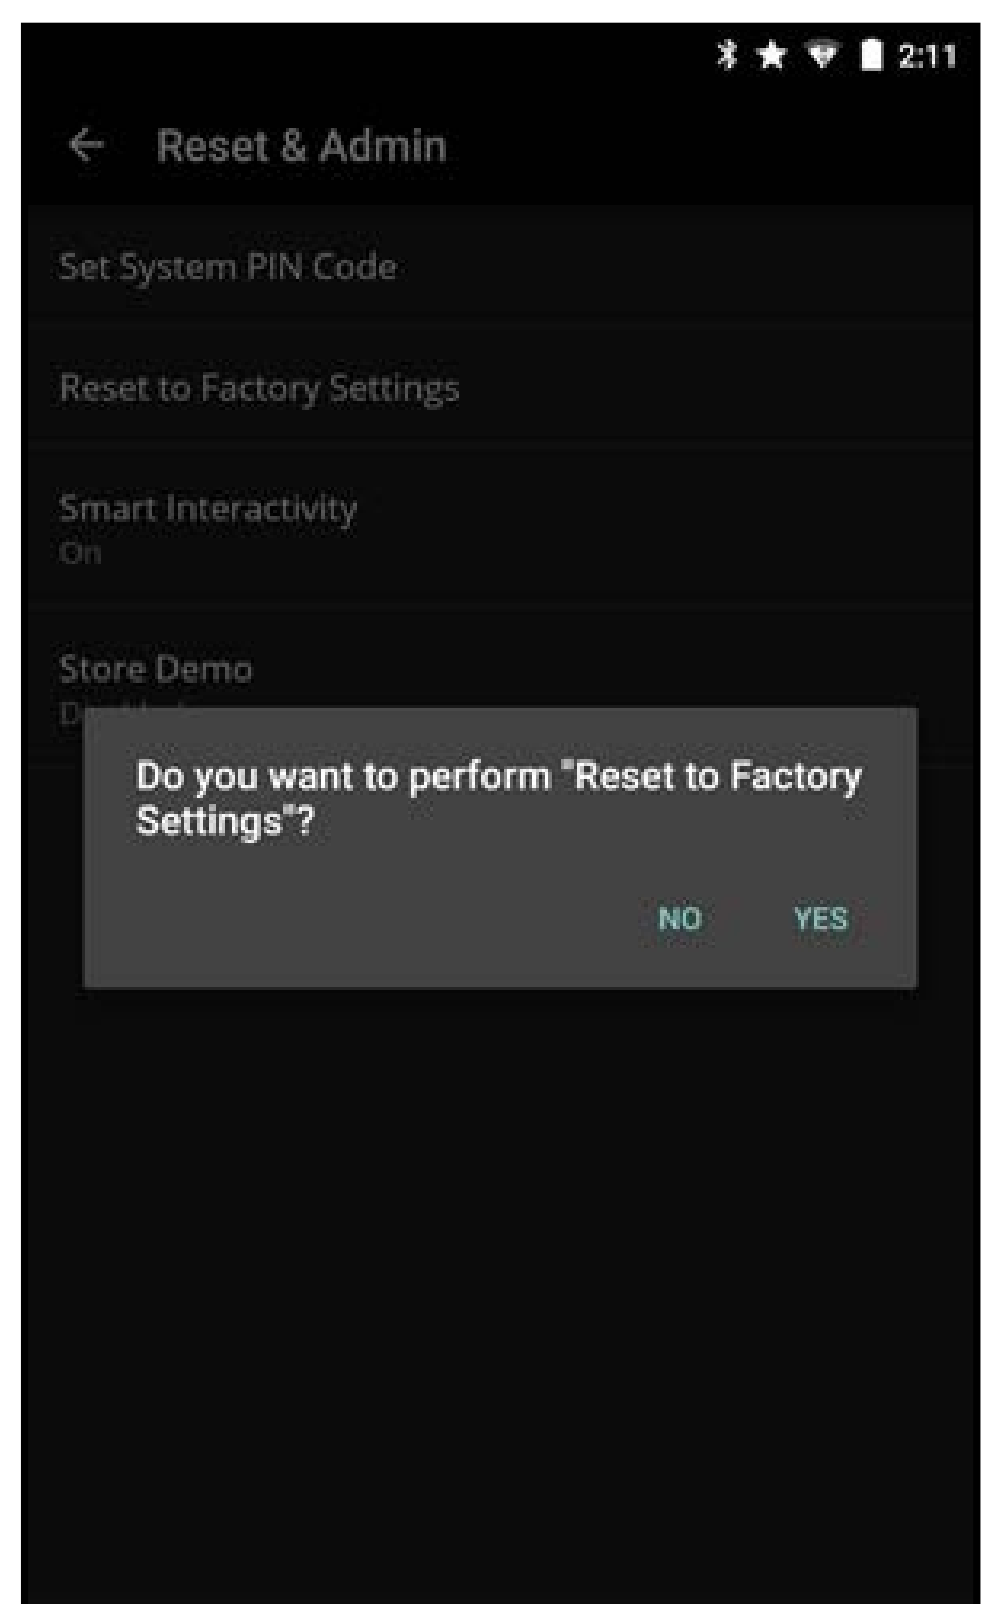 2:11
Reset & Admin
Set System PIN Code
Reset to Factory Settings
Smart Interactivity
On
Store Demo
Do you want to perform "Reset to Factory
Settings"?
NO YES